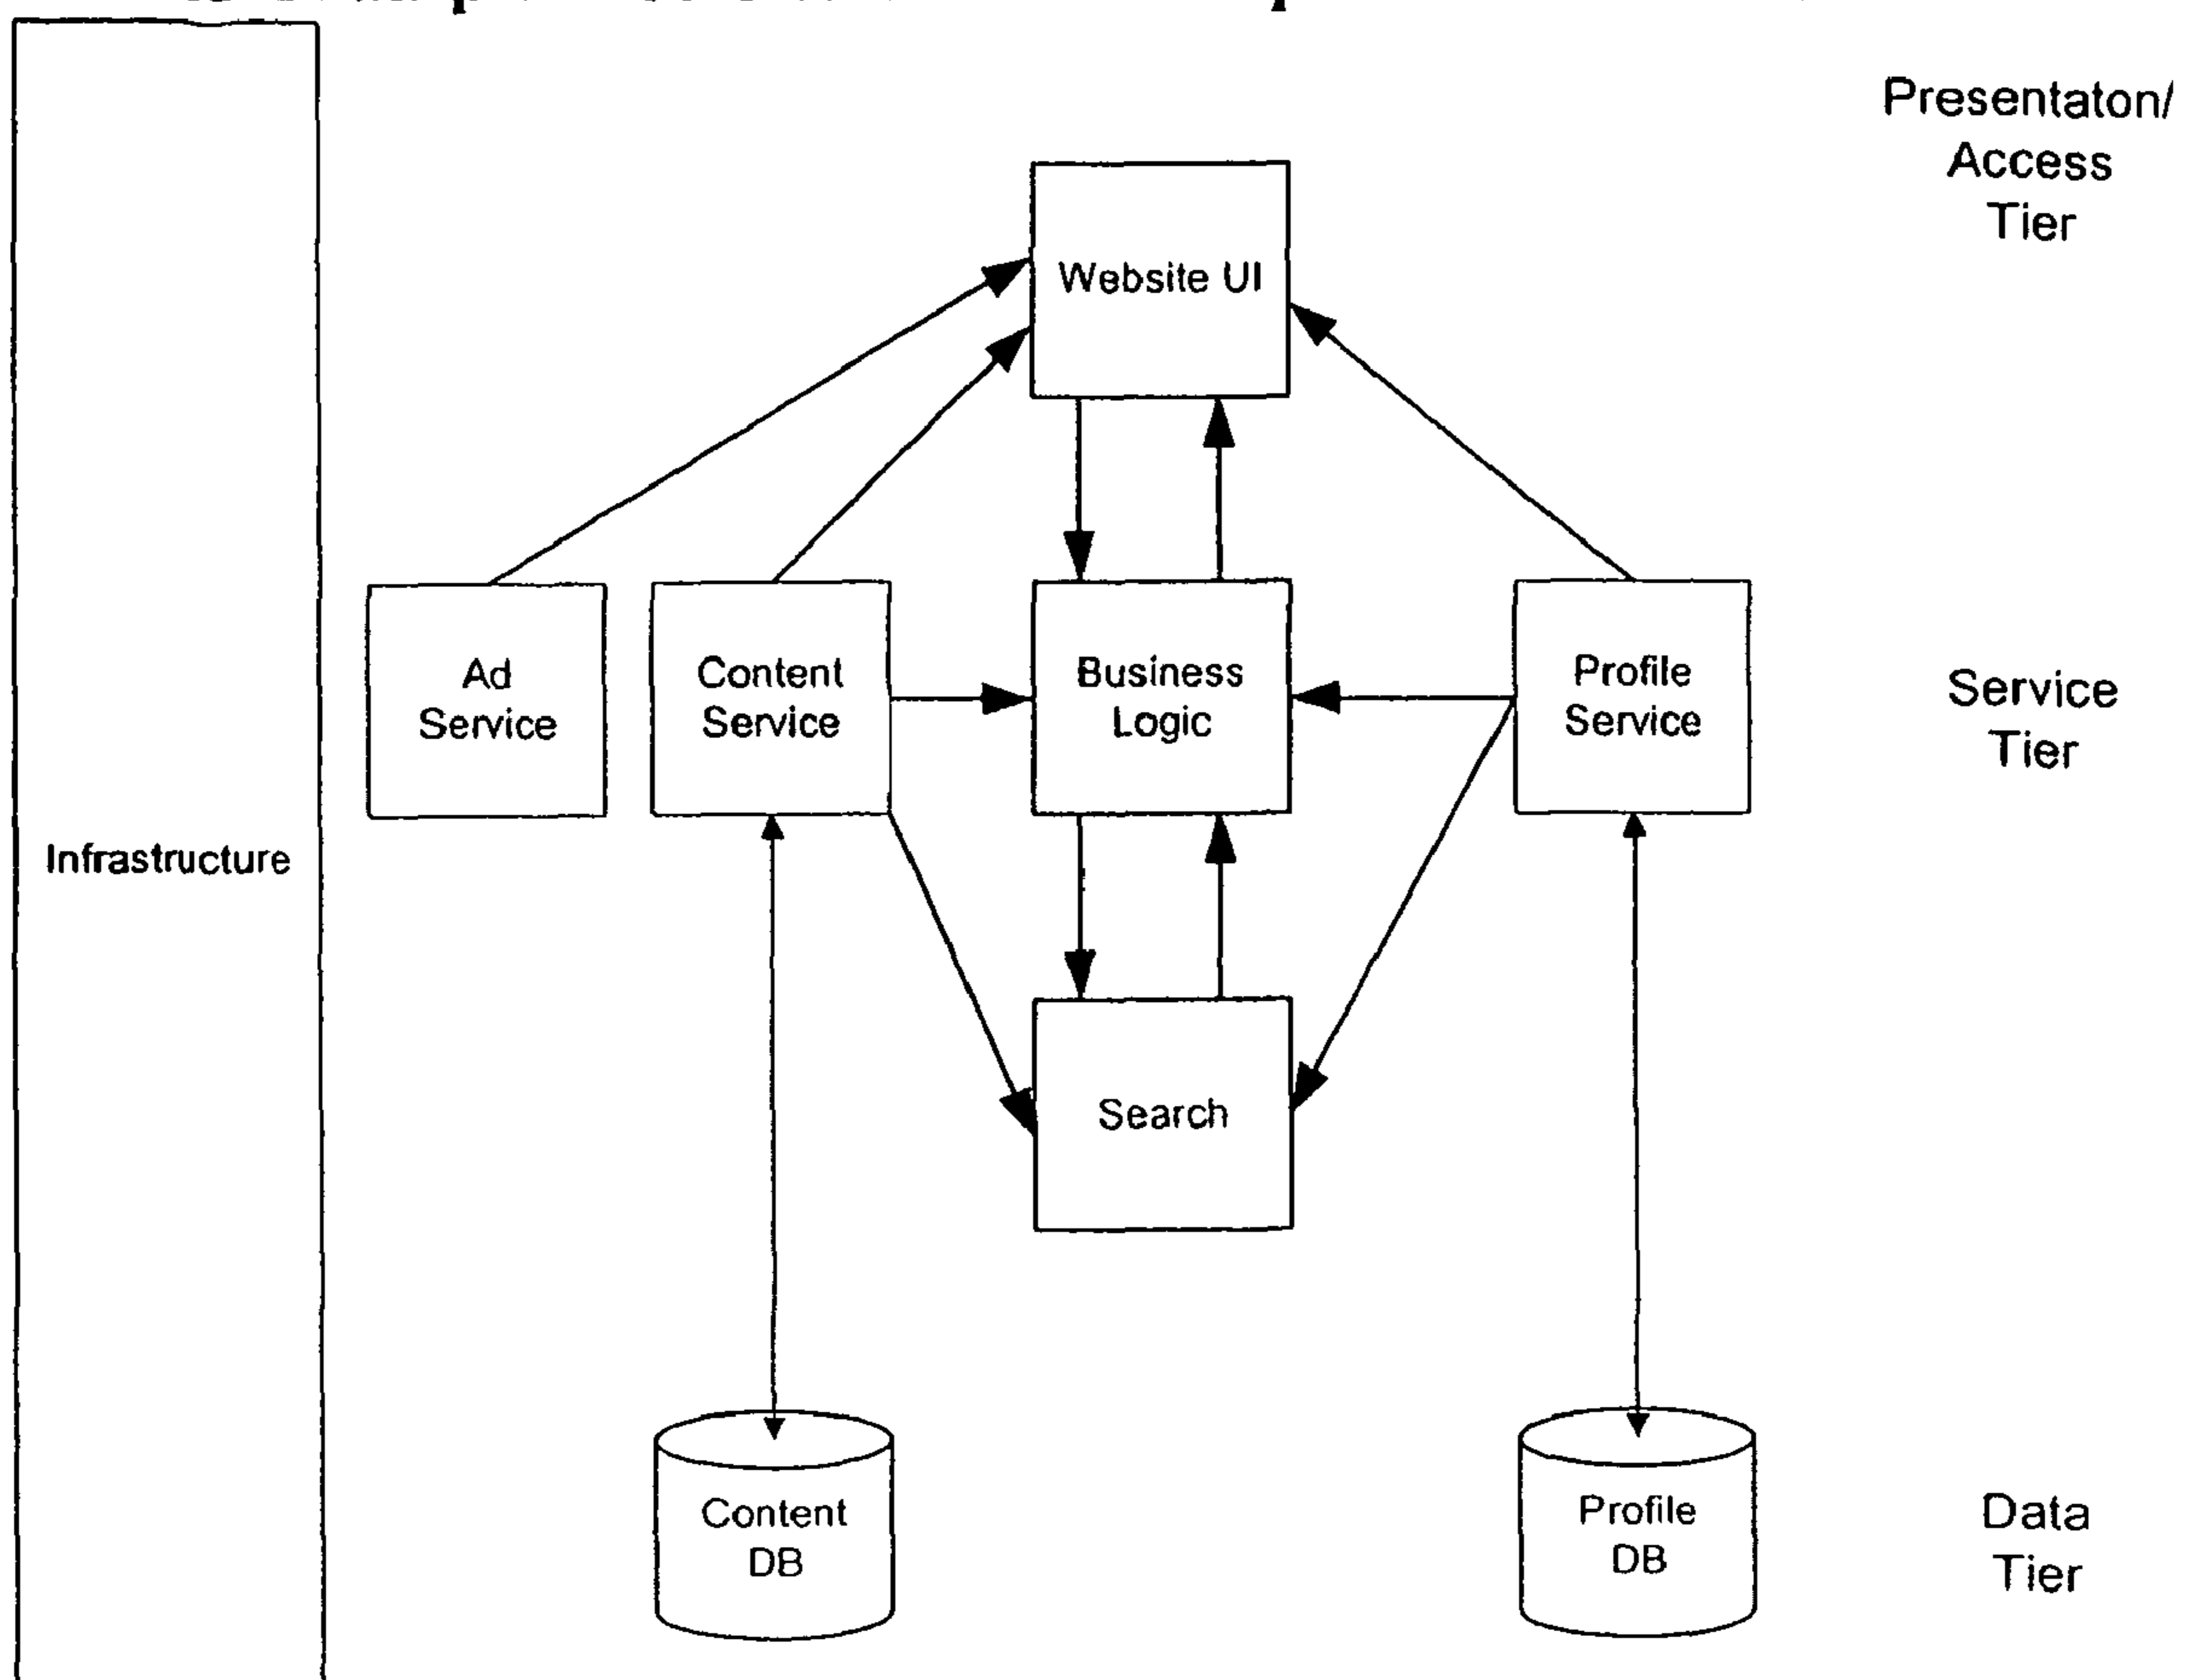 Presentaton/
Access
Tier
Website UI
Ad
Service
Content
Service
Business
Logic
Profile
Service
Service
Tier
Infrastructure
Search
Content
DB
Profile
DB
Data
Tier